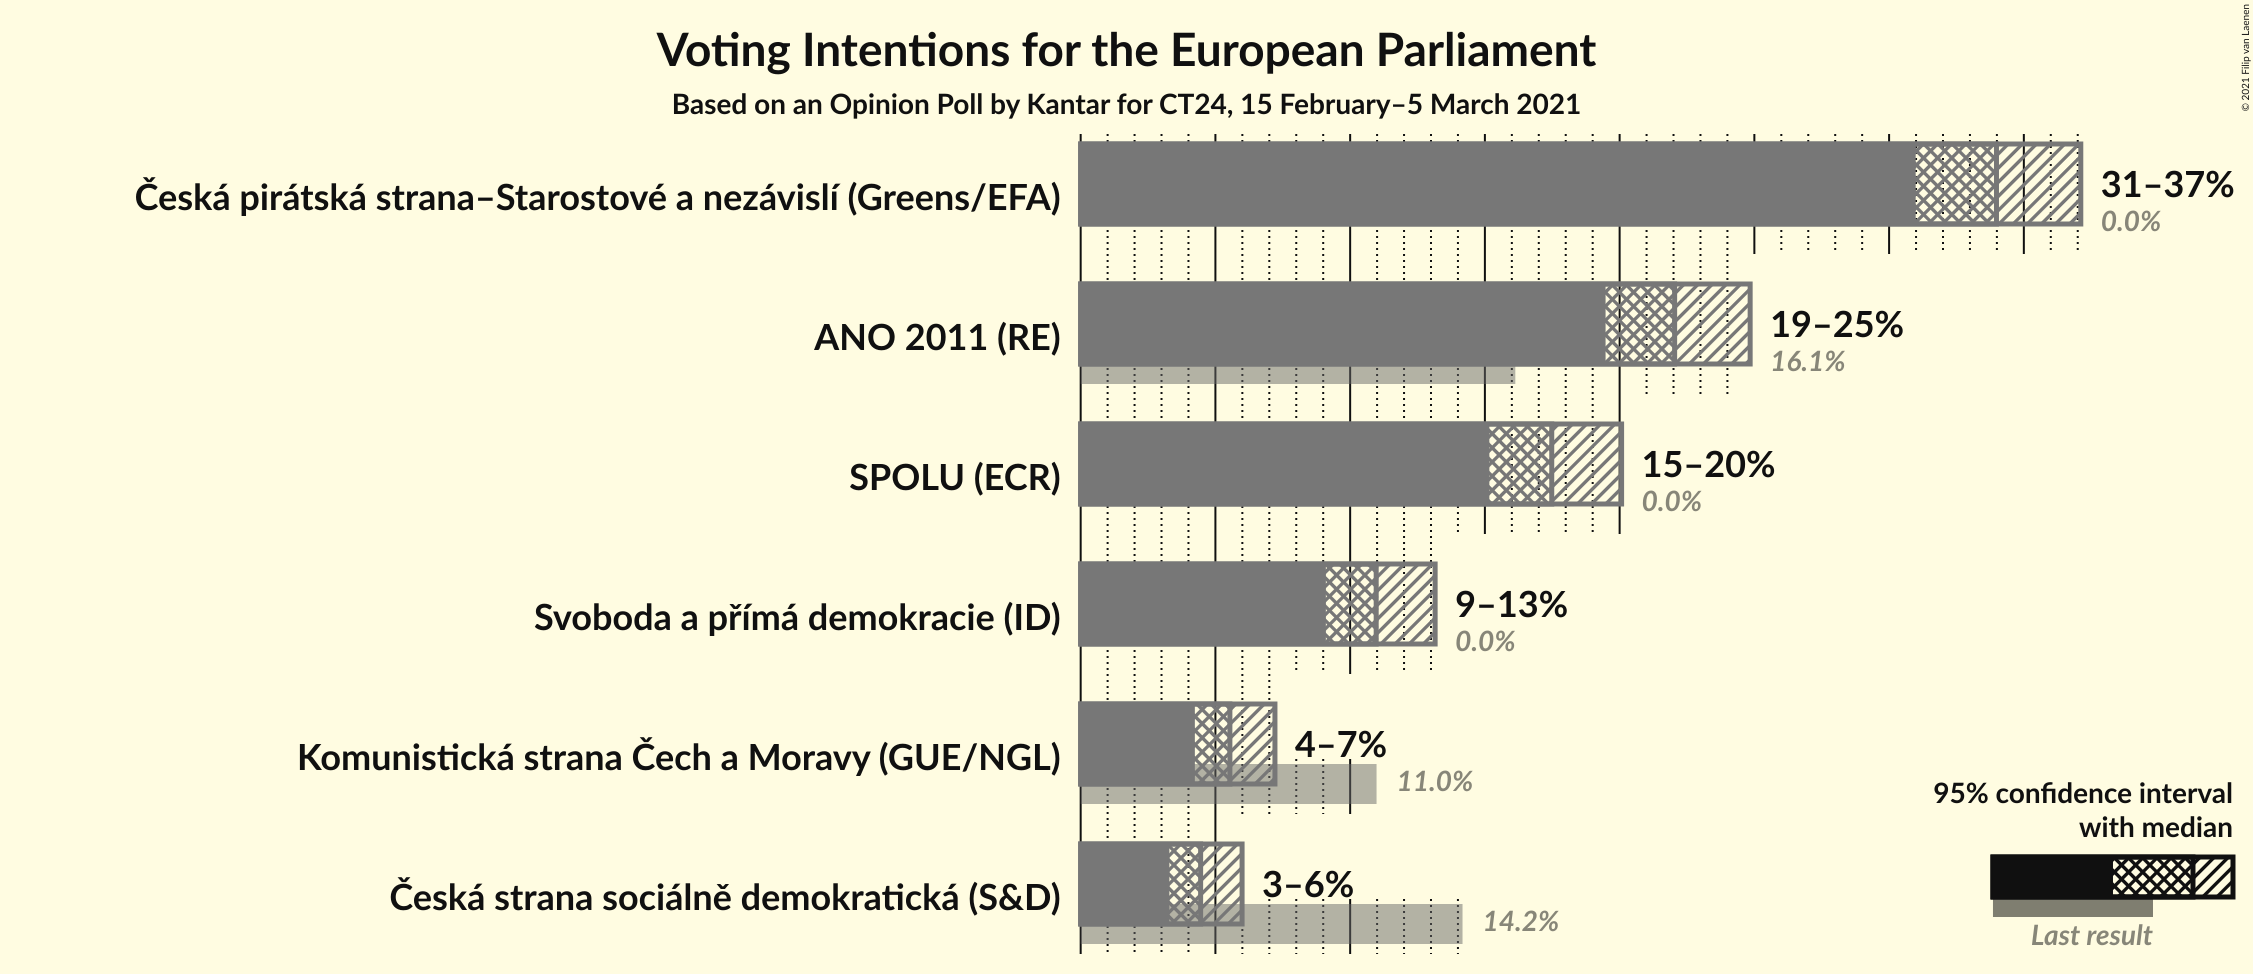 Voting Intentions for the European Parliament
Based on an Opinion Poll by Kantar for CT24, 15 February–5 March 2021
© 2021 Filip van Laenen
Česká pirátská strana–Starostové a nezávislí (Greens/EFA)
31–37%
0.0%
ANO 2011 (RE)
19–25%
16.1%
SPOLU (ECR)
15–20%
0.0%
Svoboda a přímá demokracie (ID)
9–13%
0.0%
Komunistická strana Čech a Moravy (GUE/NGL)
4–7%
11.0%
Česká strana sociálně demokratická (S&D)
3–6%
14.2%
95% confidence interval
with median
Last result